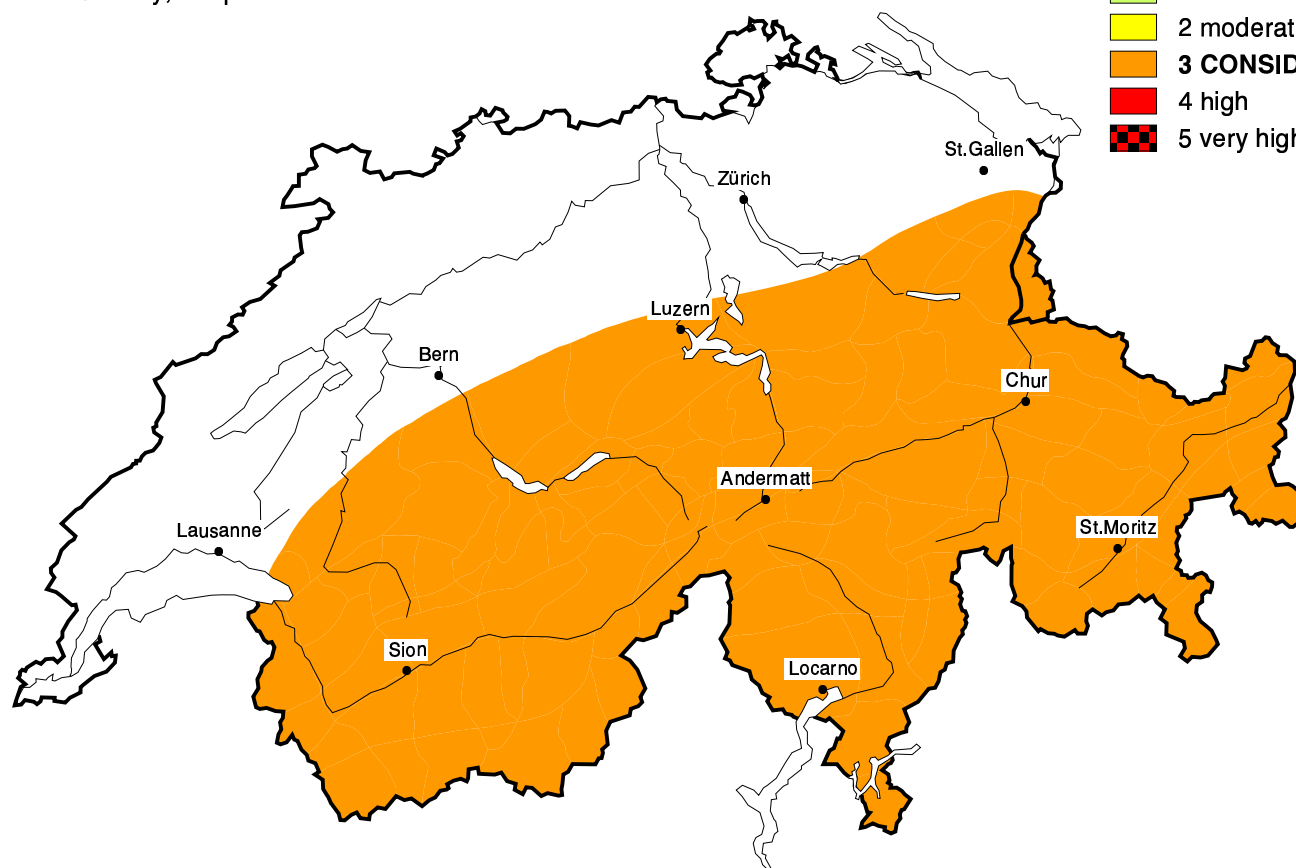 2 moderat
3 CONSID
4 high
5 very high
St.Gallen
Zürich
Luzern
Bern
Chur
Andermatt
Lausanne
St.Moritz
Sion
Locarno